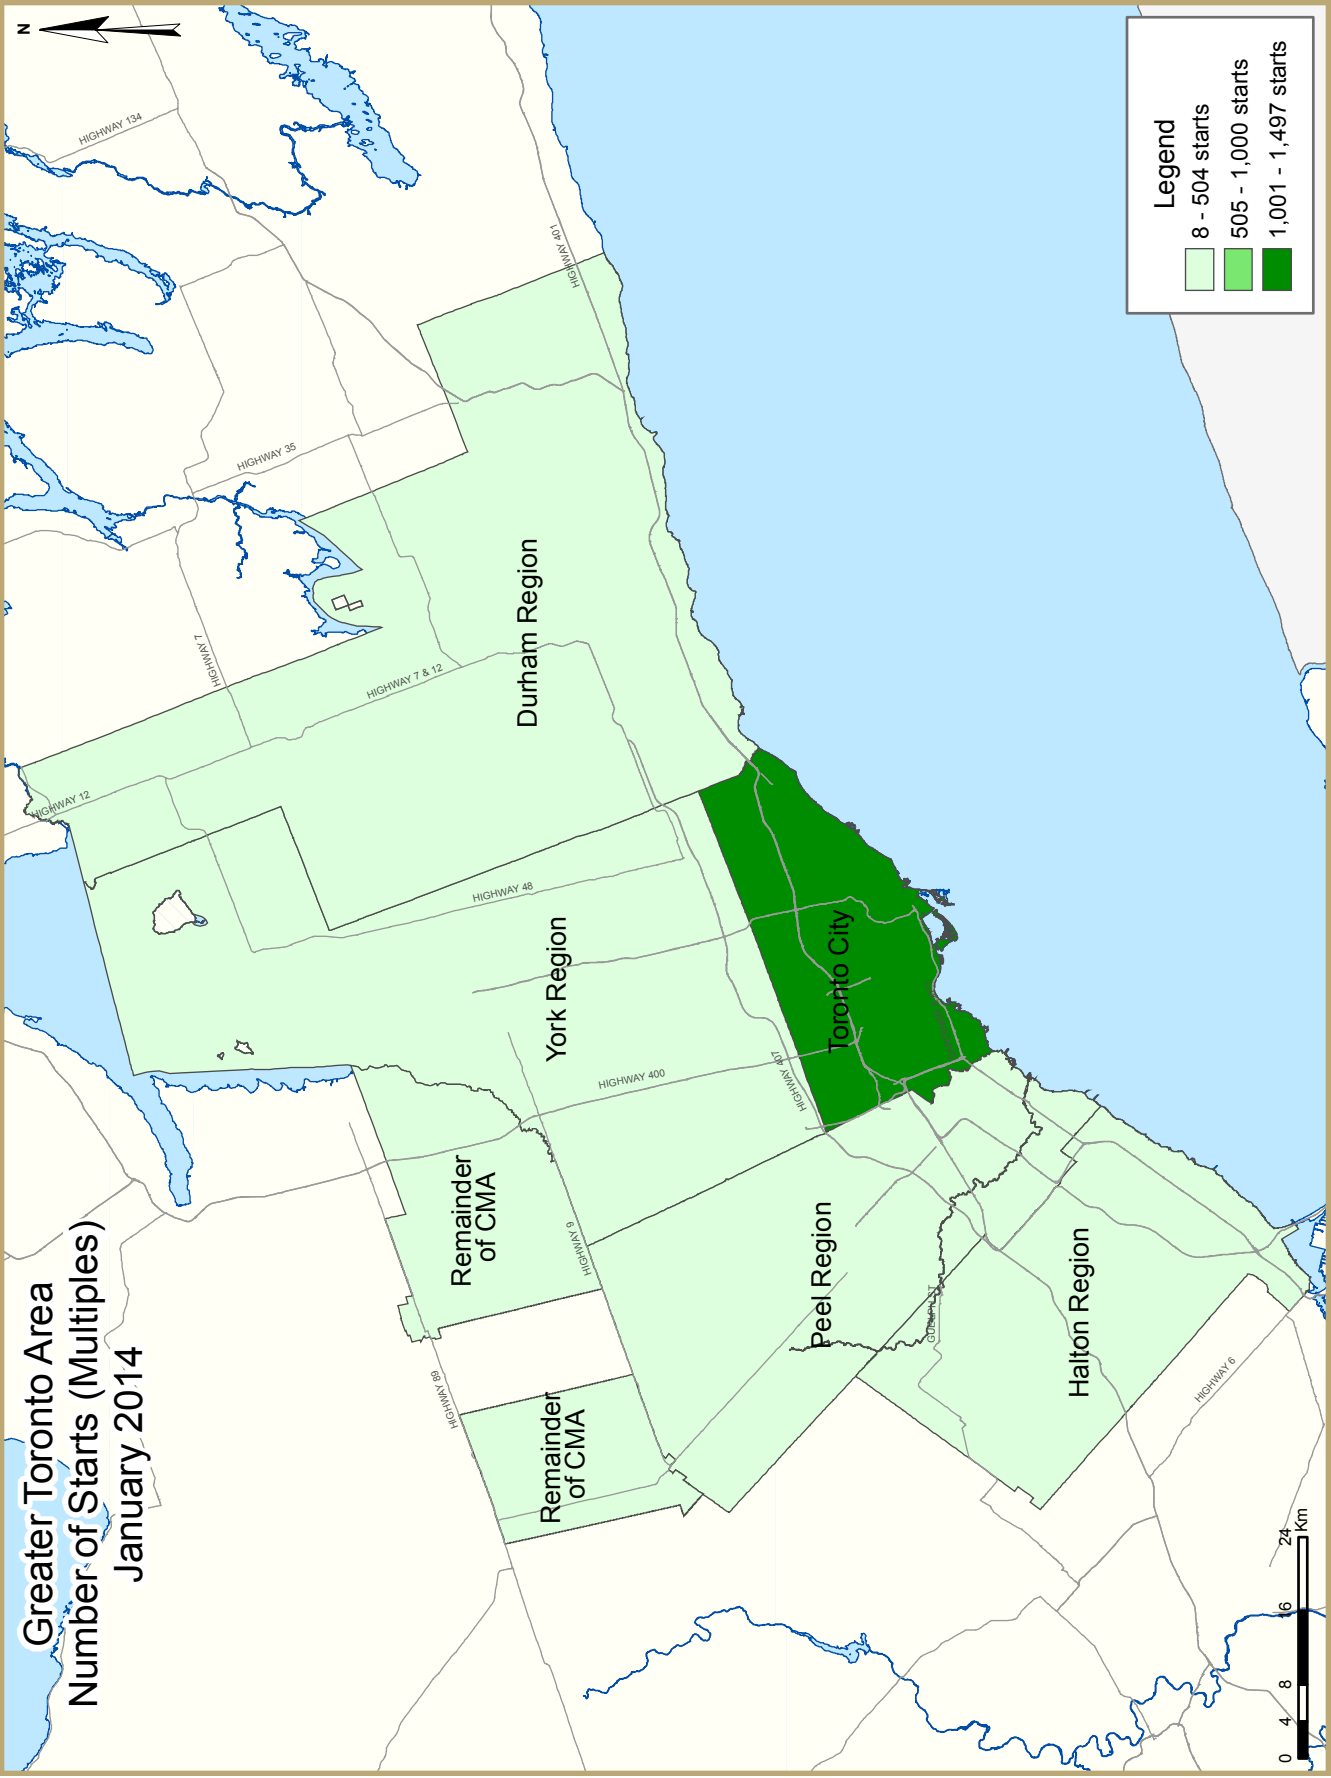 Greater Toronto Area
Number of Starts (Multiples)
January 2014
N
HIGHWAY 134
HIGHWAY 401
HIGHWAY 35
HIGHWAY 7
HIGHWAY 7 & 12
HIGHWAY 12
Durham Region
HIGHWAY 48
York Region
HIGHWAY 400
HIGHWAY 407
Toronto City
Remainder
of CMA
HIGHWAY 9
HIGHWAY 89
Remainder
of CMA
Peel Region
GUELPH ST
Halton Region
HIGHWAY 6
Legend
8 - 504 starts
505 - 1,000 starts
1,001 - 1,497 starts
0 4 8 16 24
Km